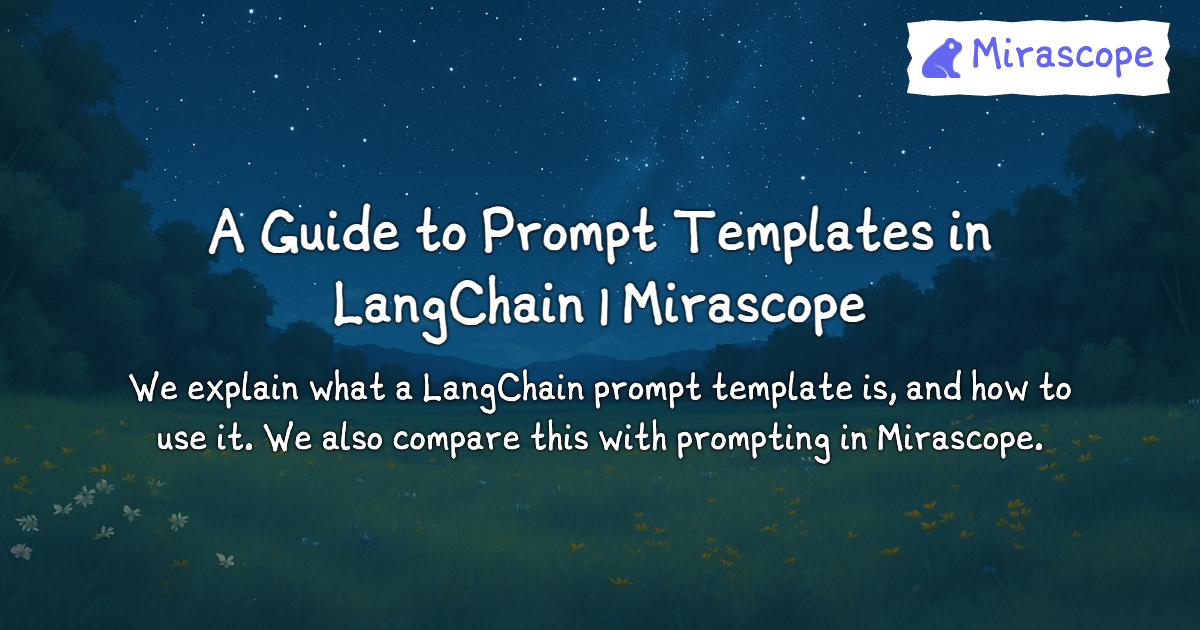 Mirascope
A Guide to Prompt Templates in
LangChain | Mirascope
We explain what a LangChain prompt template is, and how to
use it. We also compare this with prompting in Mirascope.